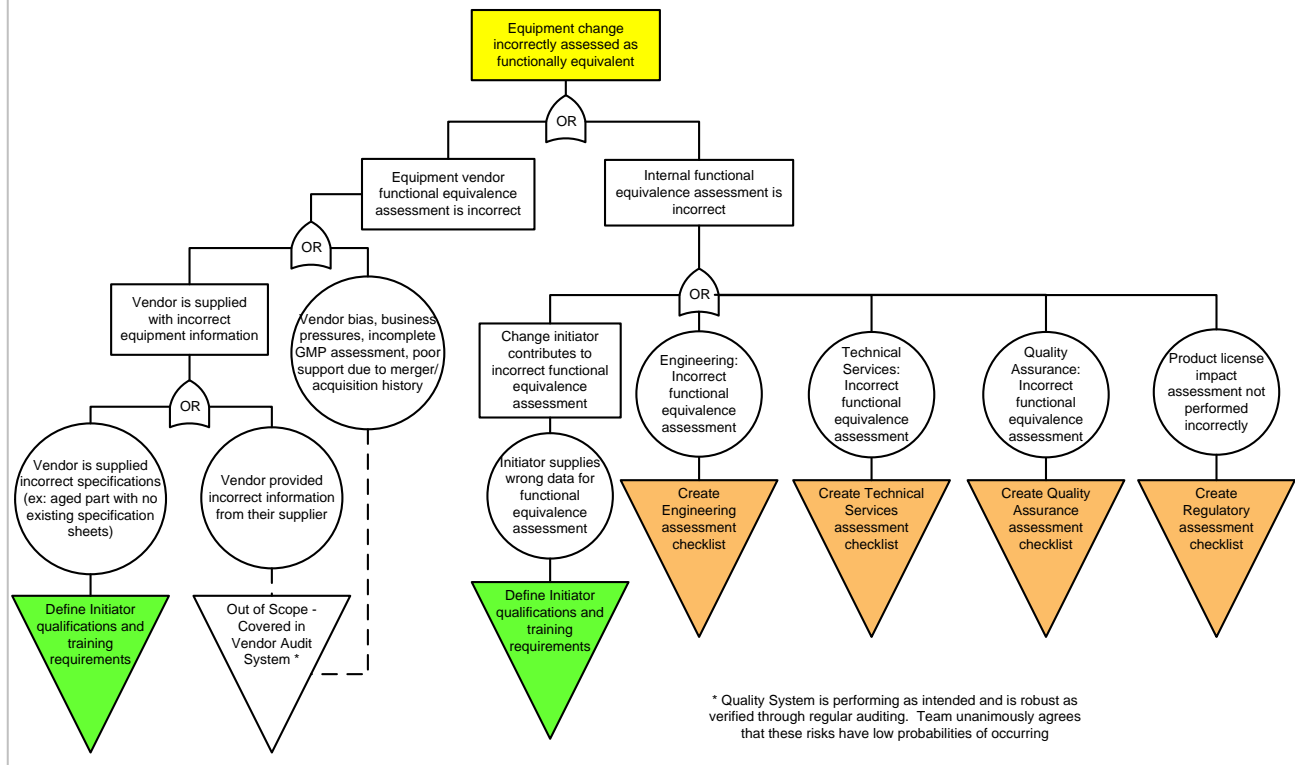 Equipment change
incorrectly assessed as
functionally equivalent
OR
Equipment vendor
functional equivalence
assessment is incorrect
Internal functional
equivalence assessment is
incorrect
OR
OR
Vendor is supplied
with incorrect
equipment information
Vendor bias, business
pressures, incomplete
GMP assessment, poor
support due to merger/
acquisition history
Change initiator
contributes to
incorrect functional
equivalence
assessment
Engineering:
Incorrect
functional
equivalence
assessment
Technical
Services:
Incorrect
functional
equivalence
assessment
Quality
Assurance:
Incorrect
functional
equivalence
assessment
Product license
impact
assessment not
performed
incorrectly
OR
Vendor is supplied
incorrect specifications
(ex: aged part with no
existing specification
sheets)
Vendor provided
incorrect information
from their supplier
Initiator supplies
wrong data for
functional
equivalence
assessment
Create
Engineering
assessment
checklist
Create Technical
Services
assessment
checklist
Create Quality
Assurance
assessment
checklist
Create
Regulatory
assessment
checklist
Define Initiator
qualifications and
training
requirements
Out of Scope -
Covered in
Vendor Audit
System *
Define Initiator
qualifications and
training
requirements
* Quality System is performing as intended and is robust as
verified through regular auditing. Team unanimously agrees
that these risks have low probabilities of occurring